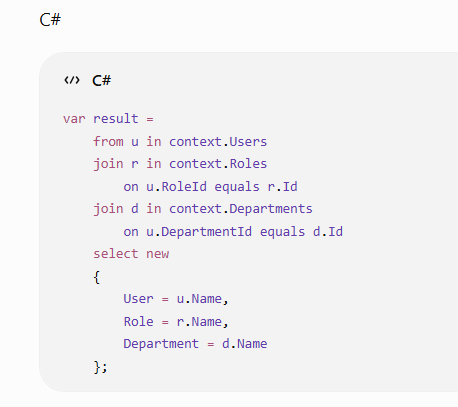 C#
</> C#
var result =
    from u in context.Users
    join r in context.Roles
        on u.RoleId equals r.Id
    join d in context.Departments
        on u.DepartmentId equals d.Id
    select new
    {
        User = u.Name,
        Role = r.Name,
        Department = d.Name
    };